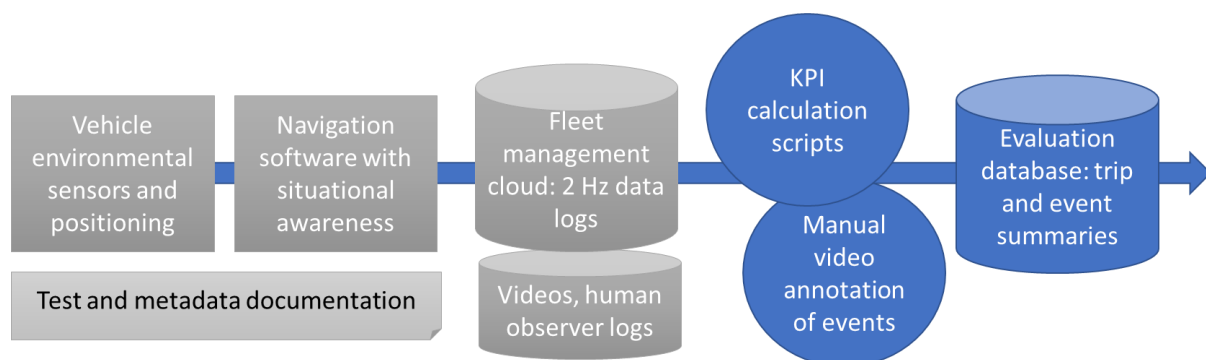 Vehicle
environmental
sensors and
positioning
Navigation
software with
situational
awareness
Fleet
management
cloud: 2 Hz data
logs
KPI
calculation
scripts
Evaluation
database: trip
and event
summaries
Test and metadata documentation
Videos, human
observer logs
Manual
video
annotation
of events